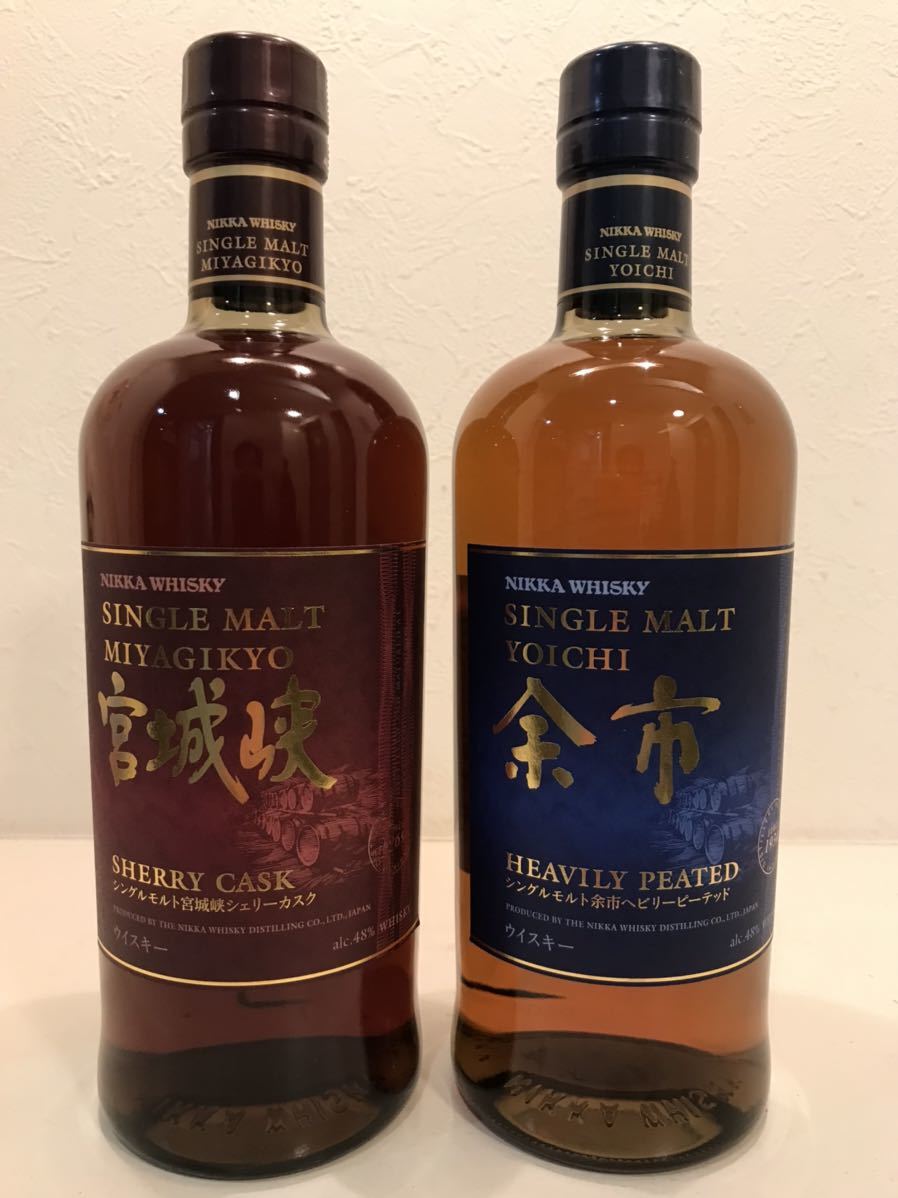 NIKKA WHISKY
SINGLE MALT
MIYAGIKYO
NIKKA WHISKY
SINGLE MALT
MIYAGIKYO
宮城峡
SHERRY CASK
シングルモルト宮城峡シェリーカスク
PRODUCED BY THE NIKKA WHISKY DISTILLING CO., LTD., JAPAN
ウイスキー
alc.48% WHISKY
NIKKA WHISKY
SINGLE MALT
YOICHI
NIKKA WHISKY
SINGLE MALT
YOICHI
余市
HEAVILY PEATED
シングルモルト余市ヘビリーピーテッド
PRODUCED BY THE NIKKA WHISKY DISTILLING CO., LTD., JAPAN
ウイスキー
alc.48%